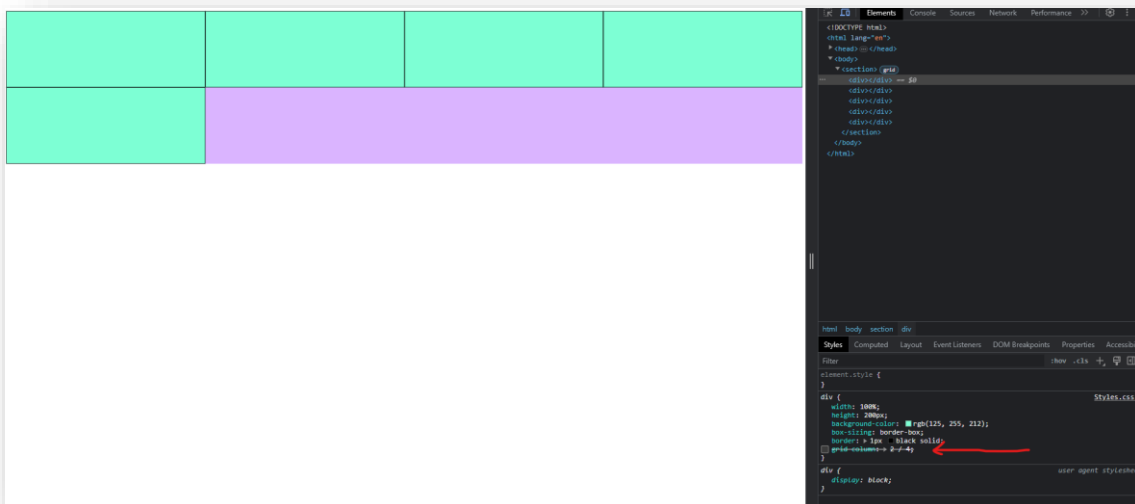 Elements Console Sources Network Performance
<!DOCTYPE html>
<html lang="en">
<head> </head>
<body>
<section> grid
<div></div> == $0
<div></div>
<div></div>
<div></div>
<div></div>
</section>
</body>
</html>
html body section div
Styles Computed Layout Event Listeners DOM Breakpoints Properties Accessibi
Filter :hov .cls
element.style {
}
div { Styles.css
width: 100%;
height: 200px;
background-color: rgb(125, 255, 212);
box-sizing: border-box;
border: 1px black solid;
grid-column: 2 / 4;
}
div { user agent styleshe
display: block;
}